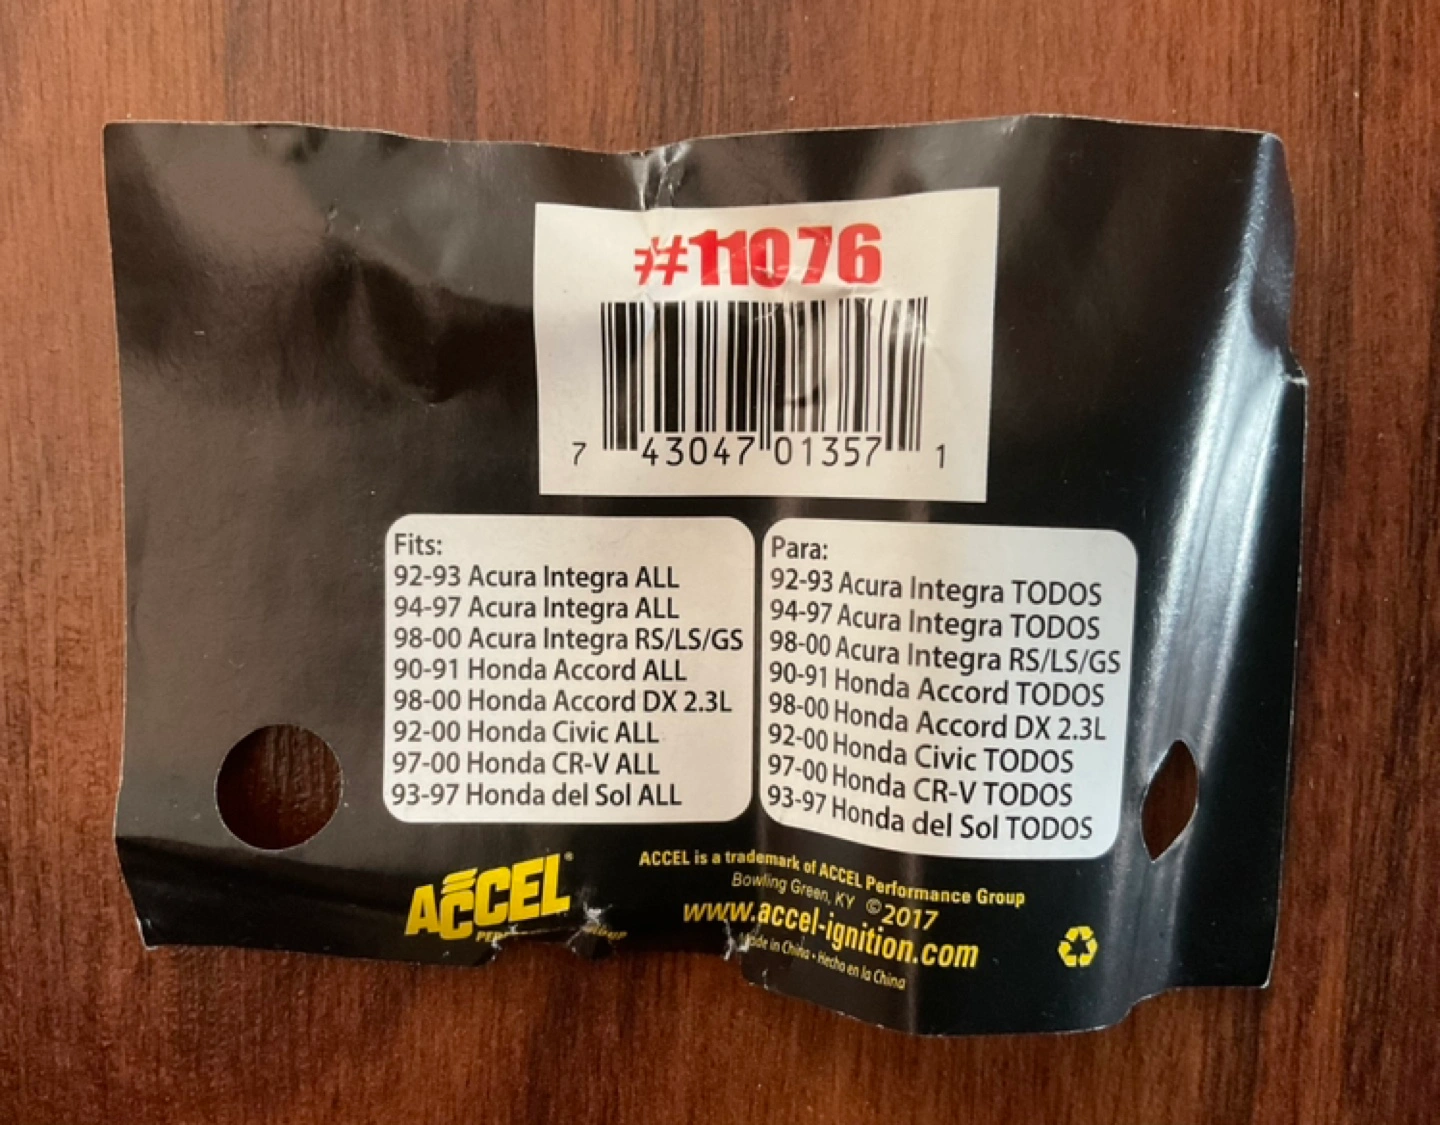 #11076
7 43047 01357 1
Fits:
92-93 Acura Integra ALL
94-97 Acura Integra ALL
98-00 Acura Integra RS/LS/GS
90-91 Honda Accord ALL
98-00 Honda Accord DX 2.3L
92-00 Honda Civic ALL
97-00 Honda CR-V ALL
93-97 Honda del Sol ALL
Para:
92-93 Acura Integra TODOS
94-97 Acura Integra TODOS
98-00 Acura Integra RS/LS/GS
90-91 Honda Accord TODOS
98-00 Honda Accord DX 2.3L
92-00 Honda Civic TODOS
97-00 Honda CR-V TODOS
93-97 Honda del Sol TODOS
ACCEL®
ACCEL is a trademark of ACCEL Performance Group
Bowling Green, KY ©2017
www.accel-ignition.com
Made in China • Hecho en la China